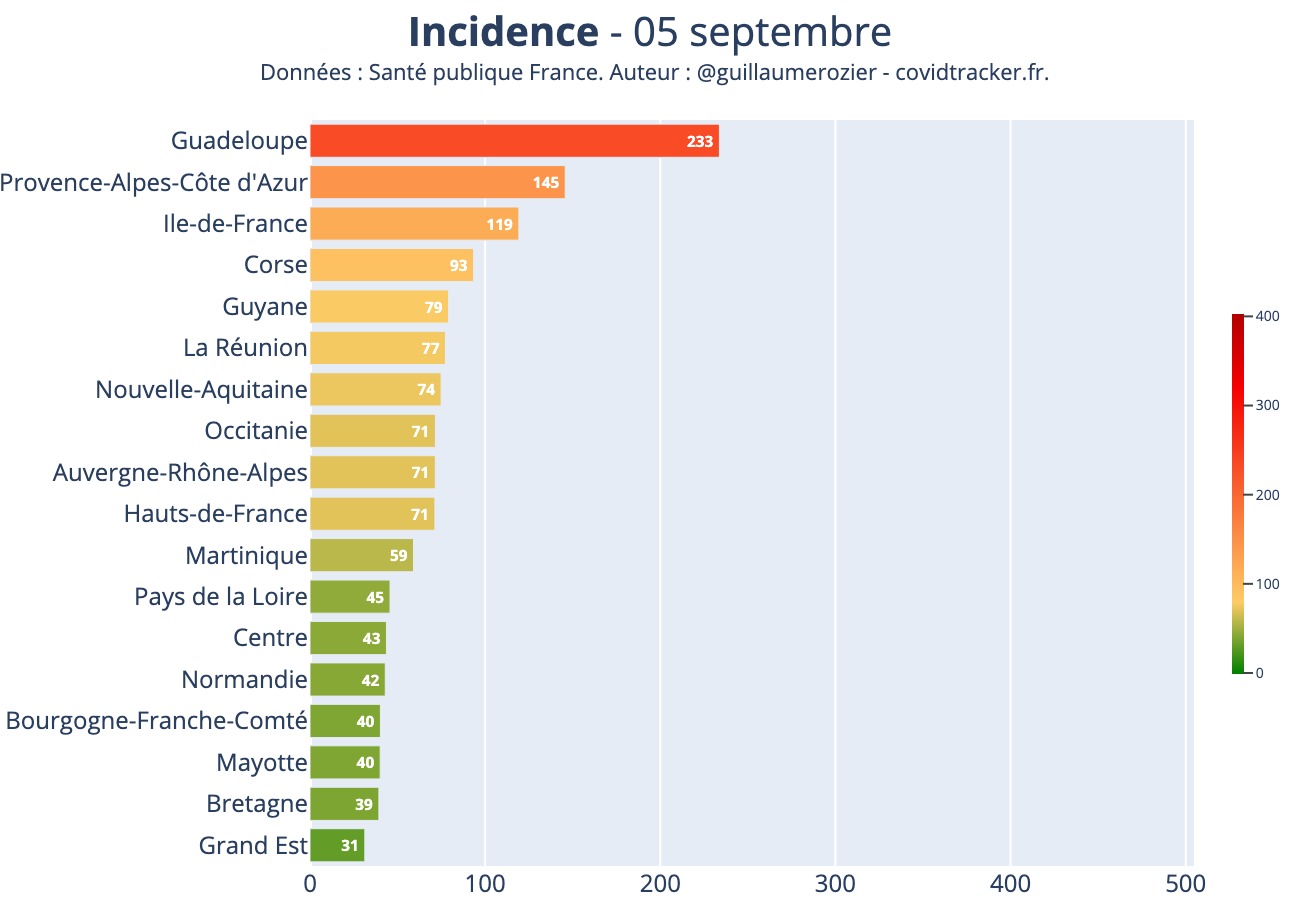 Incidence - 05 septembre
Données : Santé publique France. Auteur : @guillaumerozier - covidtracker.fr.
Guadeloupe 233
Provence-Alpes-Côte d'Azur 145
Ile-de-France 119
Corse 93
Guyane 79
La Réunion 77
Nouvelle-Aquitaine 74
Occitanie 71
Auvergne-Rhône-Alpes 71
Hauts-de-France 71
Martinique 59
Pays de la Loire 45
Centre 43
Normandie 42
Bourgogne-Franche-Comté 40
Mayotte 40
Bretagne 39
Grand Est 31
0 100 200 300 400 500
400
300
200
100
0